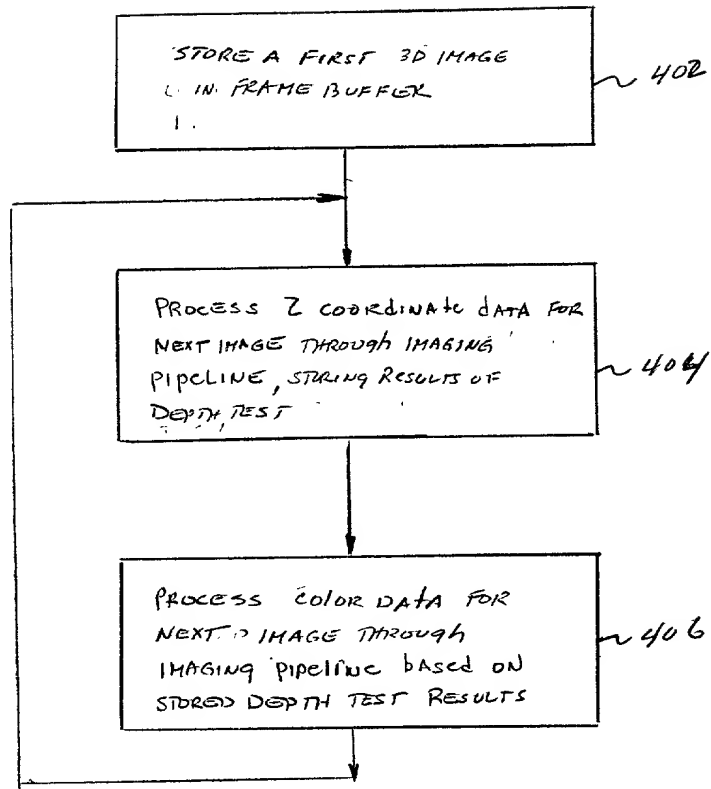 STORE A FIRST 3D IMAGE
IN FRAME BUFFER
402
PROCESS Z COORDINATE DATA FOR
NEXT IMAGE THROUGH IMAGING
PIPELINE, STORING RESULTS OF
DEPTH TEST
404
PROCESS COLOR DATA FOR
NEXT IMAGE THROUGH
IMAGING PIPELINE BASED ON
STORED DEPTH TEST RESULTS
406